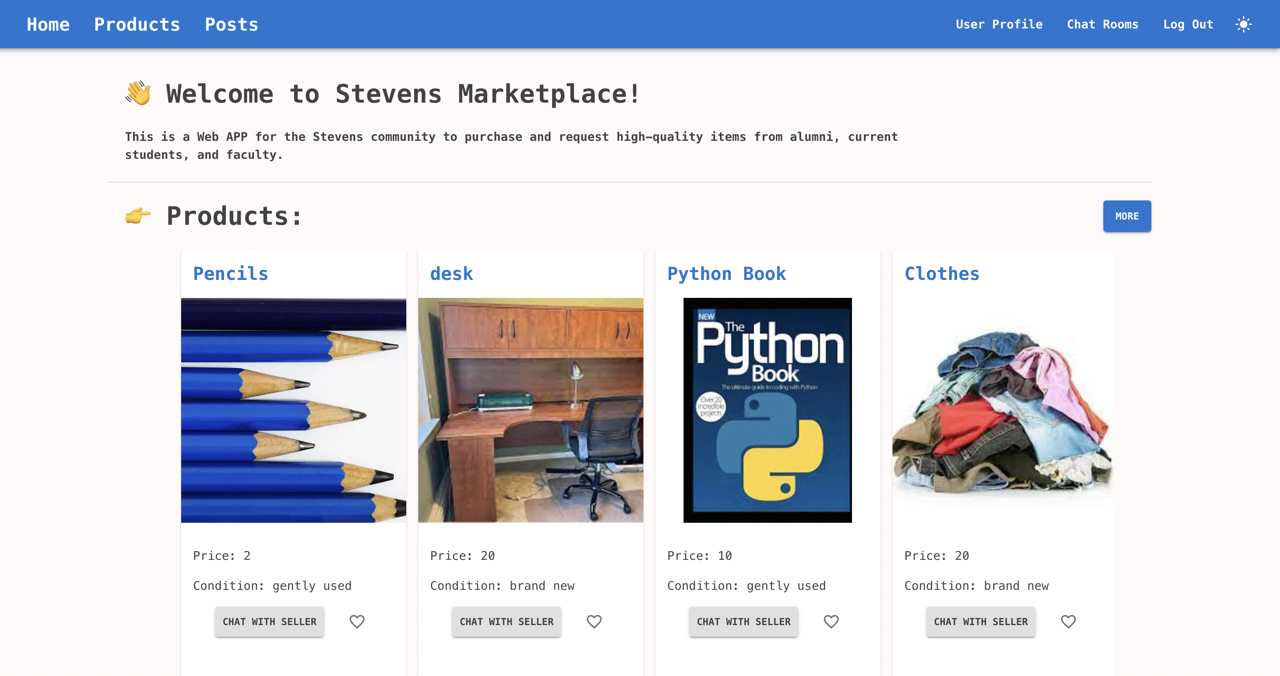 Home Products Posts User Profile Chat Rooms Log Out
👋 Welcome to Stevens Marketplace!
This is a Web APP for the Stevens community to purchase and request high-quality items from alumni, current
students, and faculty.
👉 Products: MORE
Pencils desk Python Book Clothes
NEW
The
Python
Book
The ultimate guide to coding with Python
Over 20
incredible
projects
Price: 2 Price: 20 Price: 10 Price: 20
Condition: gently used Condition: brand new Condition: gently used Condition: brand new
CHAT WITH SELLER CHAT WITH SELLER CHAT WITH SELLER CHAT WITH SELLER